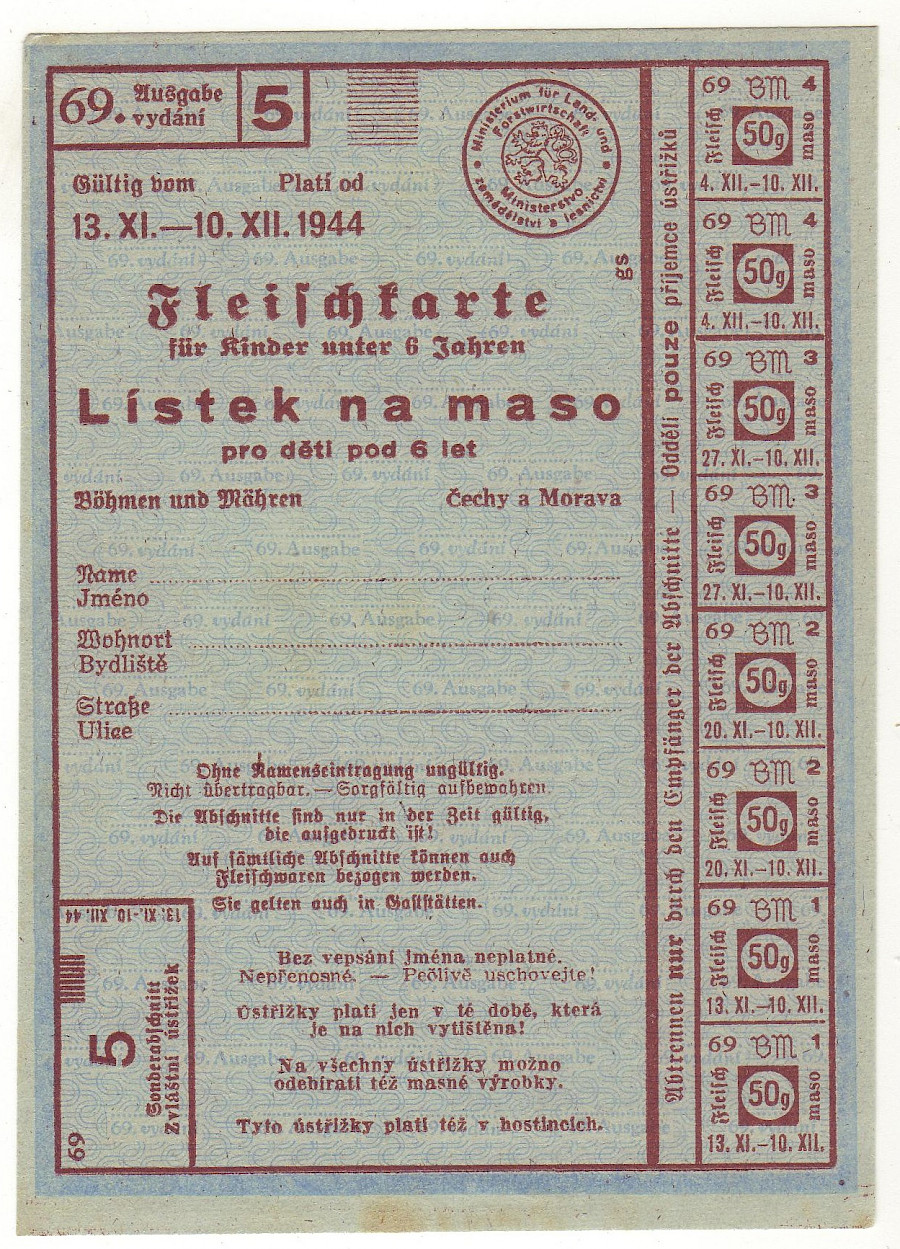 69. Ausgabe
vydání
5
Gültig vom Platí od
13. XI.—10. XII. 1944
Ministerium für Land- und Forstwirtschaft
Ministerstvo zemědělství a lesnictví
gs
Fleischkarte
für Kinder unter 6 Jahren
Lístek na maso
pro děti pod 6 let
Böhmen und Mähren Čechy a Morava
Name
Jméno
Wohnort
Bydliště
Straße
Ulice
Ohne Namenseintragung ungültig.
Nicht übertragbar. — Sorgfältig aufbewahren.
Die Abschnitte sind nur in der Zeit gültig,
die aufgedruckt ist!
Auf sämtliche Abschnitte können auch
Fleischwaren bezogen werden.
Sie gelten auch in Gaststätten.
Bez vepsání jména neplatné.
Nepřenosné. — Pečlivě uschovejte!
Ústřižky platí jen v té době, která
je na nich vytištěna!
Na všechny ústřižky možno
odebírati též masné výrobky.
Tyto ústřižky platí též v hostincích.
13. XI.-10. XII. 44
5
Sonderabschnitt
Zvláštní ústřižek
69
Abtrennen nur durch den Empfänger der Abschnitte — Oddělí pouze příjemce ústřižků
69 BM 4
Fleisch 50g maso
4. XII.–10. XII.
69 BM 4
Fleisch 50g maso
4. XII.–10. XII.
69 BM 3
Fleisch 50g maso
27. XI.–10. XII.
69 BM. 3
Fleisch 50g maso
27. XI.–10. XII.
69 BM 2
Fleisch 50g maso
20. XI.–10. XII.
69 BM 2
Fleisch 50g maso
20. XI.–10. XII.
69 BM 1
Fleisch 50g maso
13. XI.–10. XII.
69 BM 1
Fleisch 50g maso
13. XI.–10. XII.